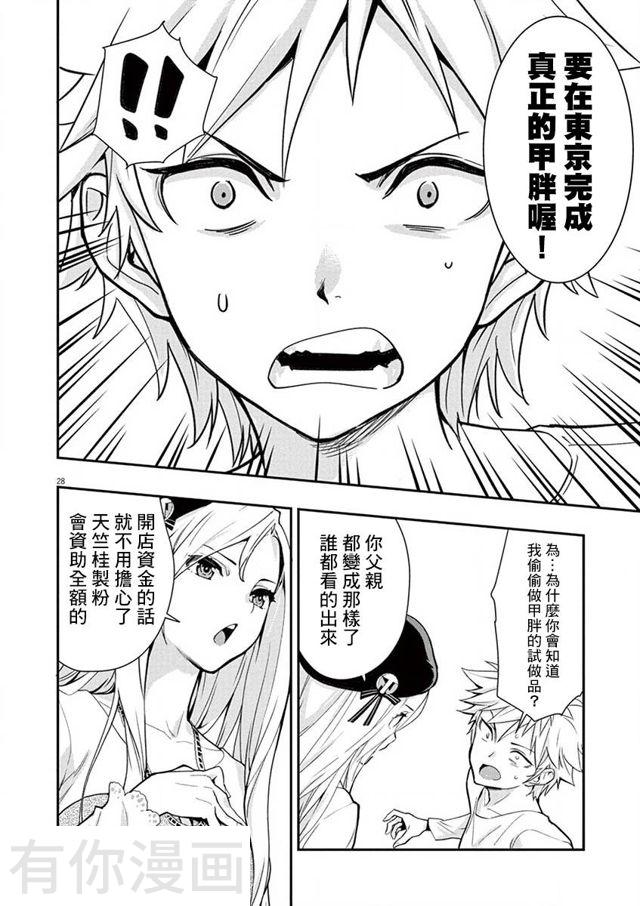 要在東京完成
真正的甲胖喔！
!!
28
為…為什麼你會知道
我偷偷做甲胖的試做品？
你父親
都變成那樣了
誰都看的出來
開店資金的話
就不用擔心了
天竺桂製粉
會資助全額的
有你漫画